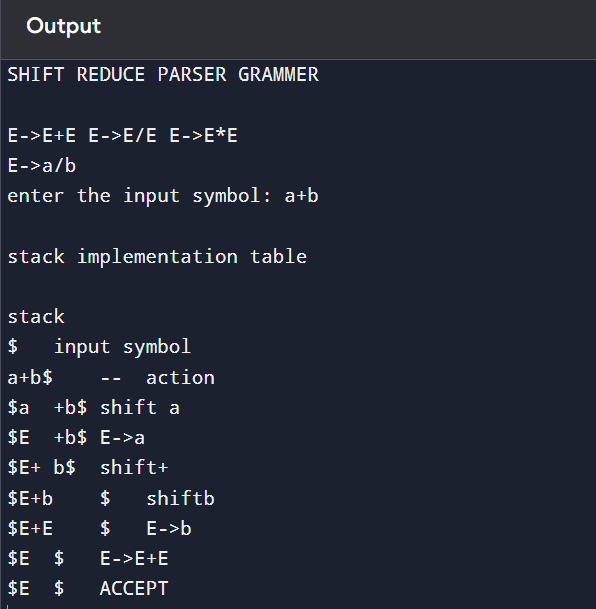 Output
SHIFT REDUCE PARSER GRAMMER
E->E+E E->E/E E->E*E
E->a/b
enter the input symbol: a+b
stack implementation table
stack
$ input symbol
a+b$ -- action
$a +b$ shift a
$E +b$ E->a
$E+ b$ shift+
$E+b $ shiftb
$E+E $ E->b
$E $ E->E+E
$E $ ACCEPT